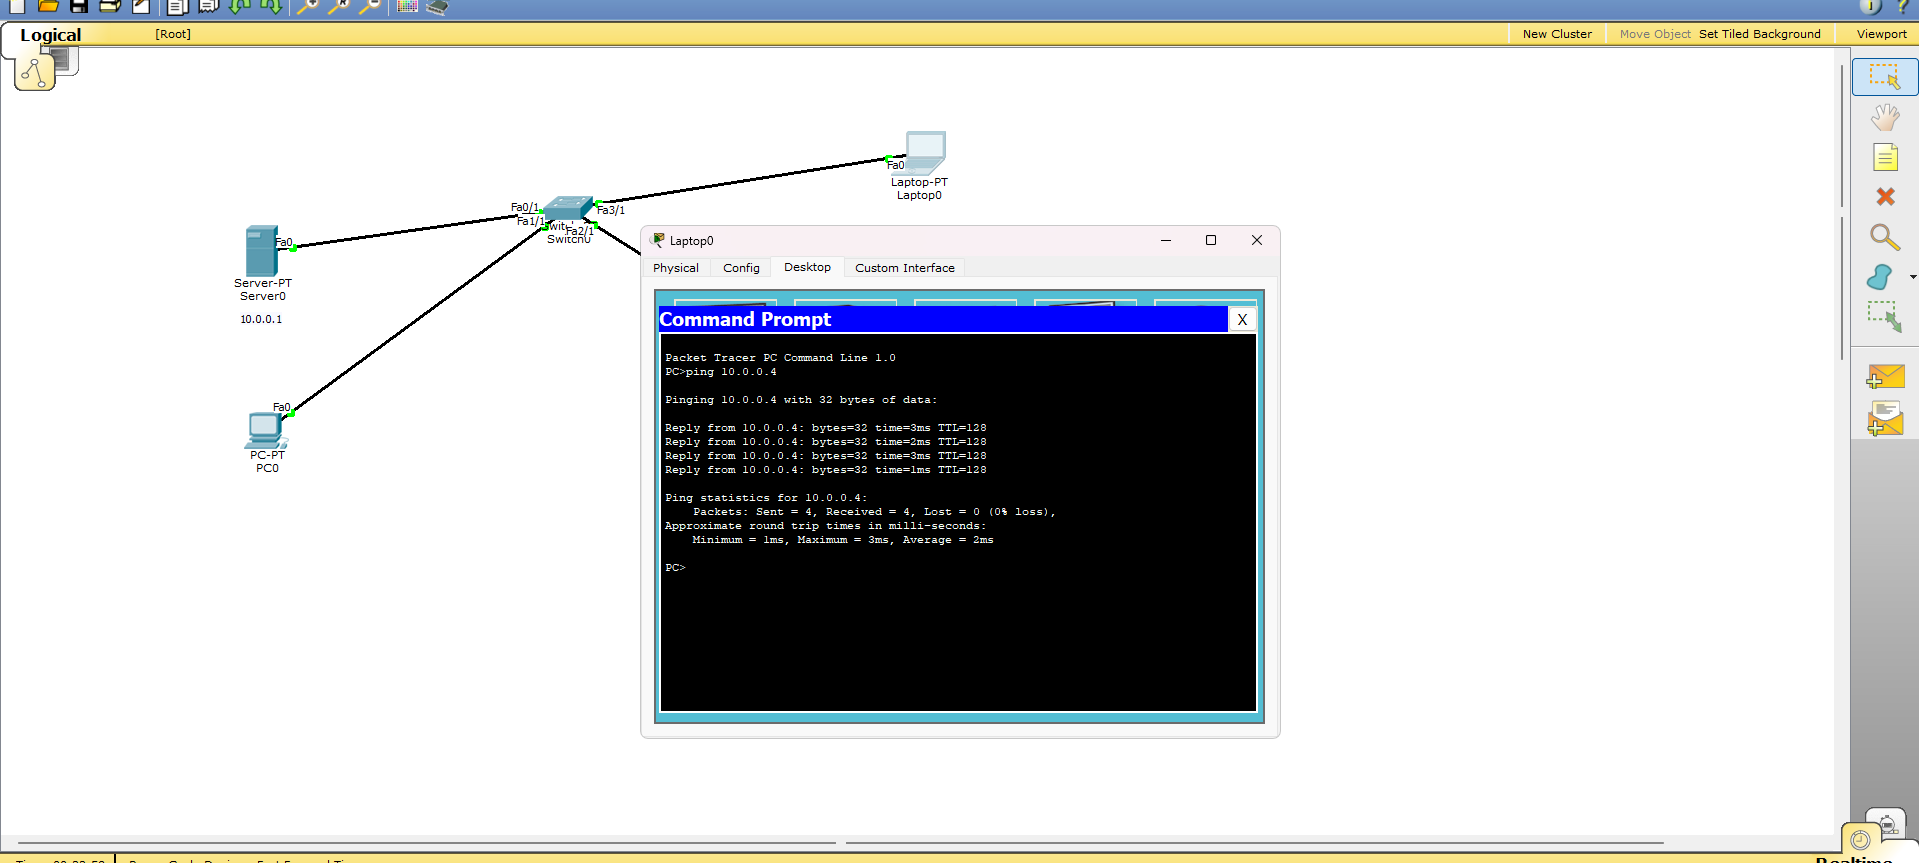 Logical [Root] New Cluster Move Object Set Tiled Background Viewport
Fa0
Laptop-PT
Laptop0
Fa0/1
Fa3/1
Fa1/1
Fa2/1
Switch0
Fa0
Server-PT
Server0
10.0.0.1
Fa0
PC-PT
PC0
Laptop0
Physical Config Desktop Custom Interface
Command Prompt X
Packet Tracer PC Command Line 1.0
PC>ping 10.0.0.4
Pinging 10.0.0.4 with 32 bytes of data:
Reply from 10.0.0.4: bytes=32 time=3ms TTL=128
Reply from 10.0.0.4: bytes=32 time=2ms TTL=128
Reply from 10.0.0.4: bytes=32 time=3ms TTL=128
Reply from 10.0.0.4: bytes=32 time=1ms TTL=128
Ping statistics for 10.0.0.4:
Packets: Sent = 4, Received = 4, Lost = 0 (0% loss),
Approximate round trip times in milli-seconds:
Minimum = 1ms, Maximum = 3ms, Average = 2ms
PC>
Realtime